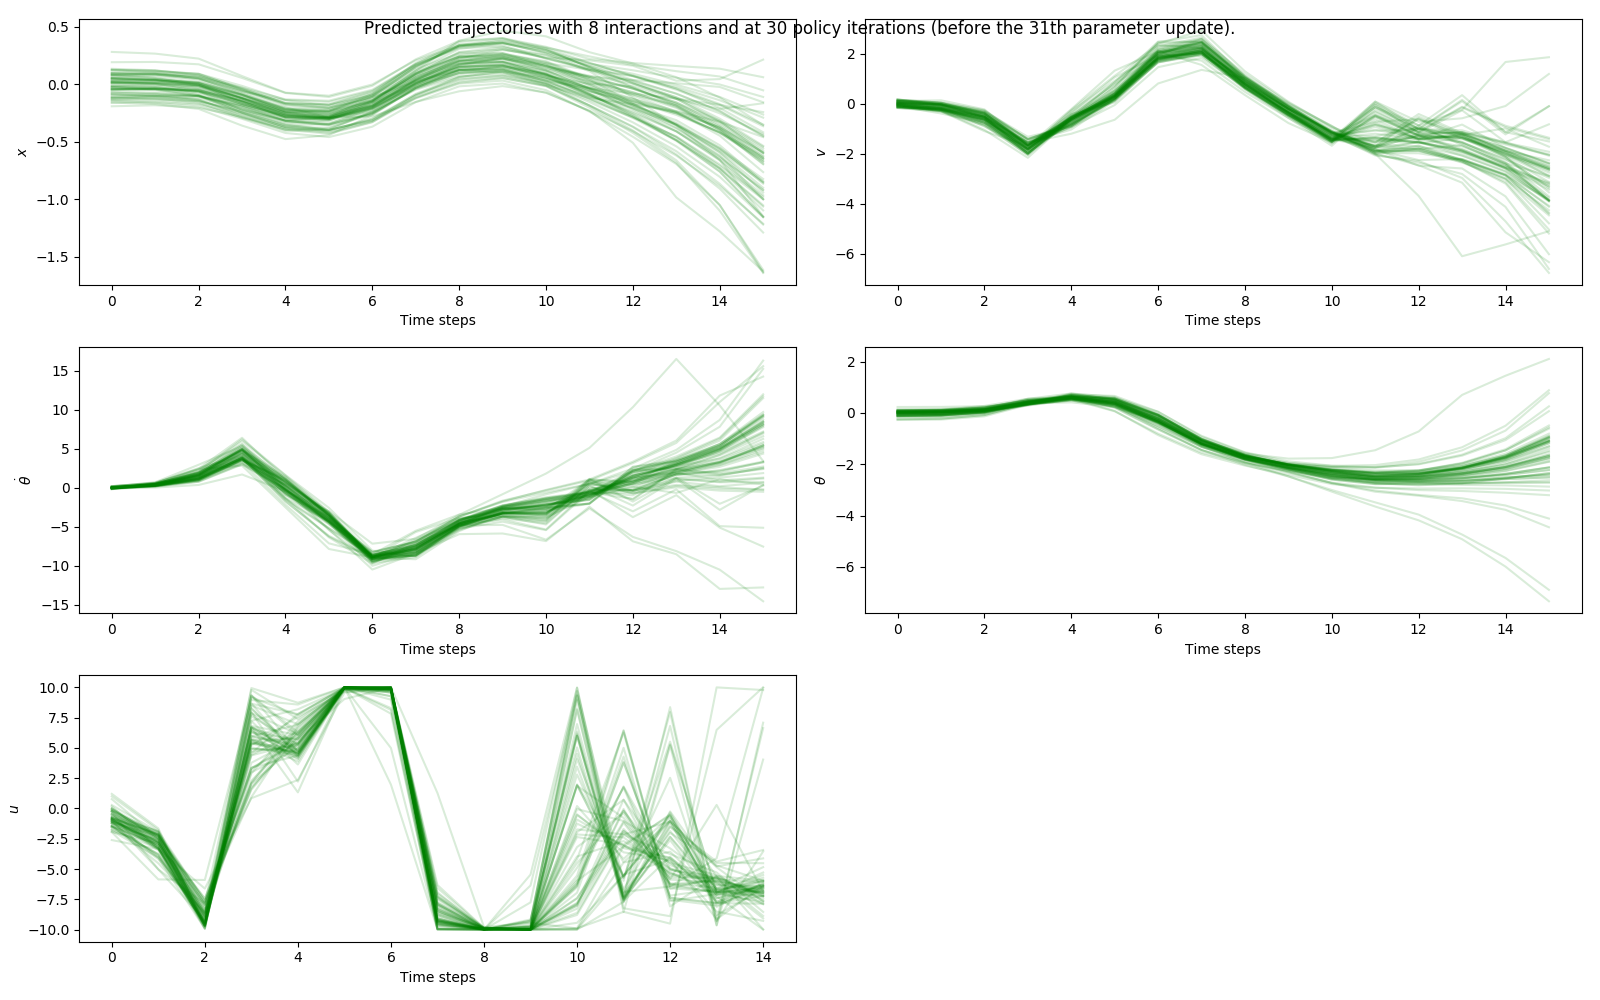 Predicted trajectories with 8 interactions and at 30 policy iterations (before the 31th parameter update).
0.5
0.0
−0.5
−1.0
−1.5
x
0 2 4 6 8 10 12 14
Time steps
2
0
−2
−4
−6
v
0 2 4 6 8 10 12 14
Time steps
15
10
5
0
−5
−10
−15
θ̇
0 2 4 6 8 10 12 14
Time steps
2
0
−2
−4
−6
θ
0 2 4 6 8 10 12 14
Time steps
10.0
7.5
5.0
2.5
0.0
−2.5
−5.0
−7.5
−10.0
u
0 2 4 6 8 10 12 14
Time steps